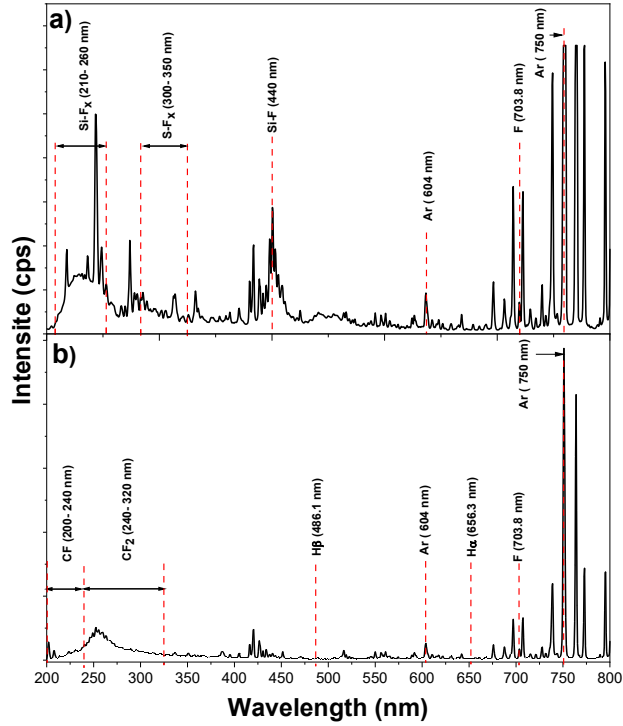 a)
Si-Fx (210- 260 nm)
S-Fx (300- 350 nm)
Si-F (440 nm)
Ar ( 604 nm)
F (703.8 nm)
Ar ( 750 nm)
b)
CF (200- 240 nm)
CF2 (240- 320 nm)
Hβ (486.1 nm)
Ar ( 604 nm)
Hα (656.3 nm)
F (703.8 nm)
Ar ( 750 nm)
Intensite (cps)
200 250 300 350 400 450 500 550 600 650 700 750 800
Wavelength (nm)